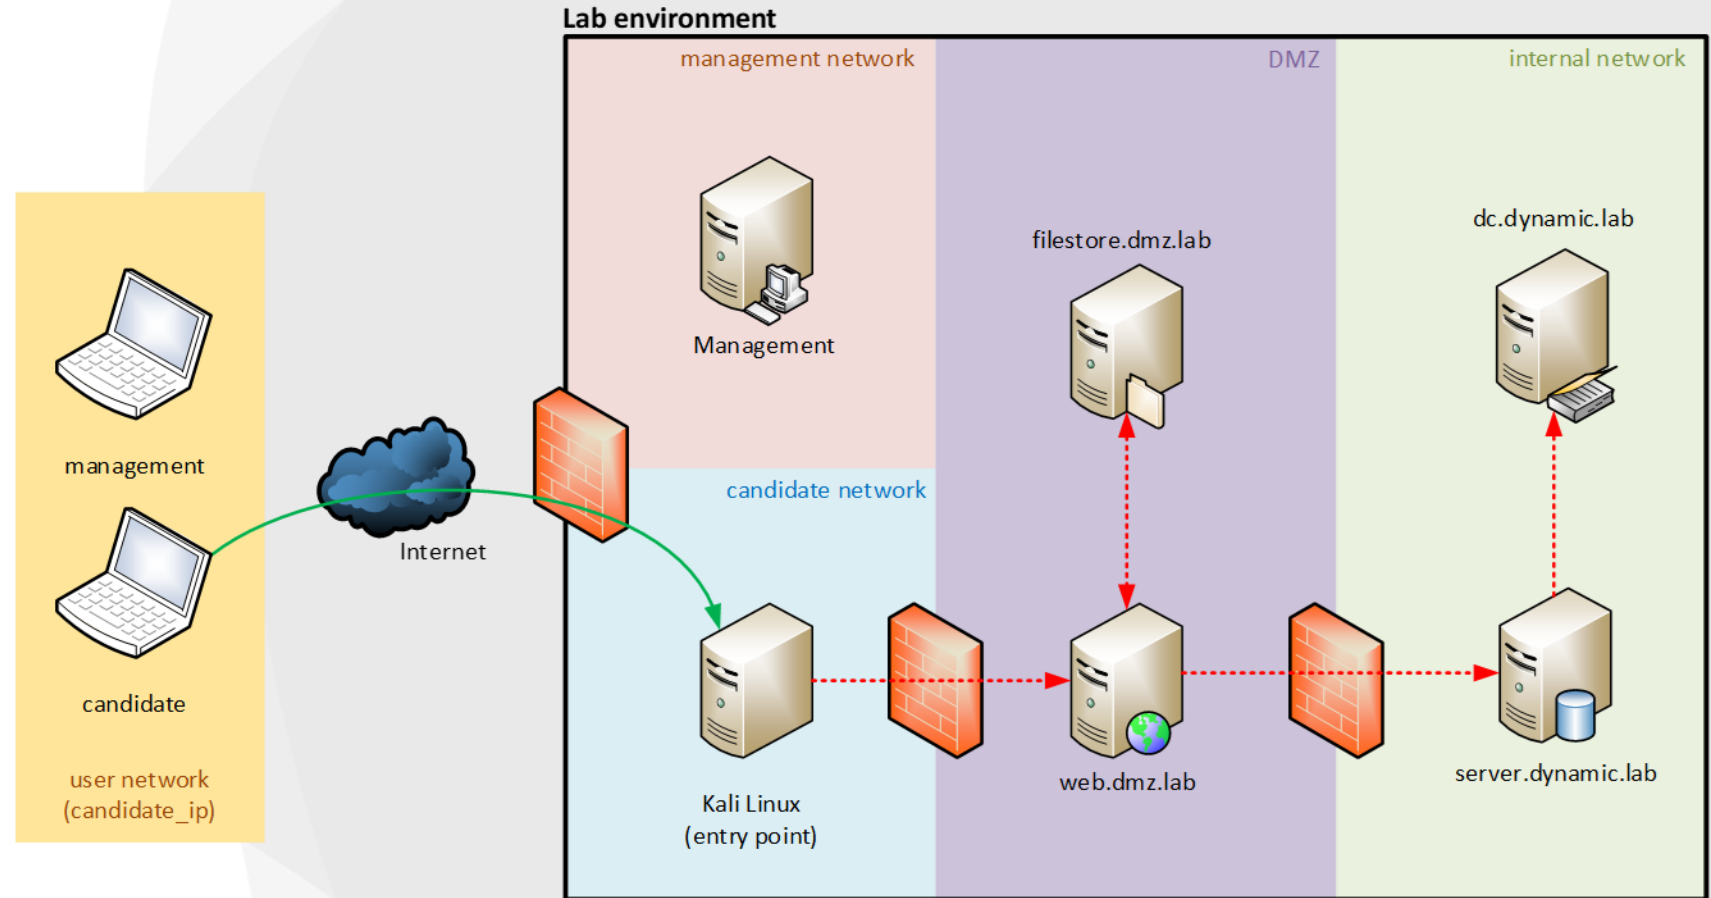 Lab environment
management network
DMZ
internal network
dc.dynamic.lab
filestore.dmz.lab
Management
management
candidate network
Internet
candidate
user network
(candidate_ip)
Kali Linux
(entry point)
web.dmz.lab
server.dynamic.lab